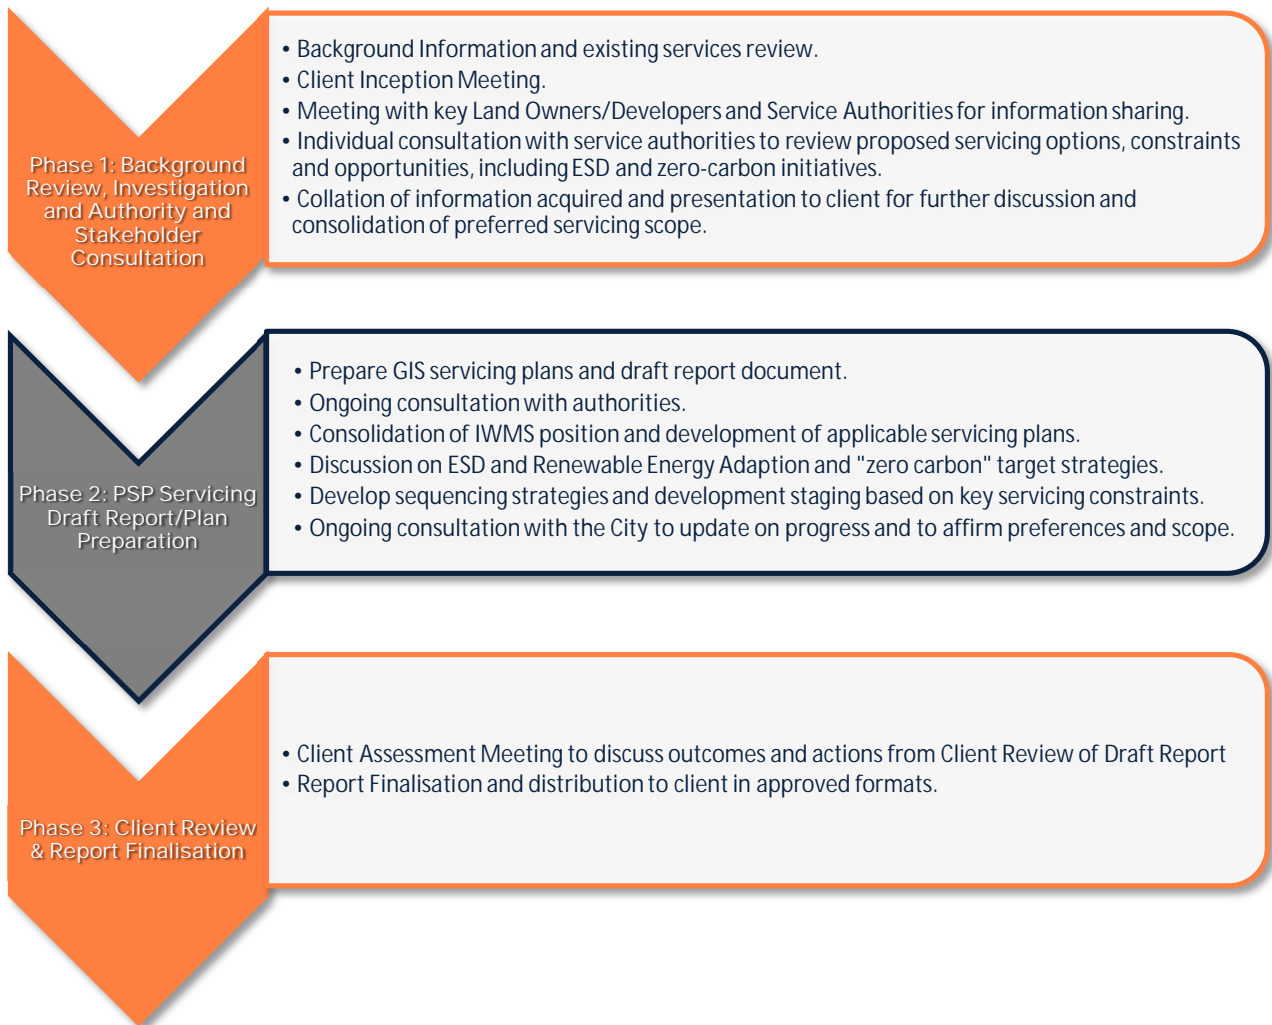 Phase 1: Background
Review, Investigation
and Authority and
Stakeholder
Consultation
• Background Information and existing services review.
• Client Inception Meeting.
• Meeting with key Land Owners/Developers and Service Authorities for information sharing.
• Individual consultation with service authorities to review proposed servicing options, constraints
and opportunities, including ESD and zero-carbon initiatives.
• Collation of information acquired and presentation to client for further discussion and
consolidation of preferred servicing scope.
Phase 2: PSP Servicing
Draft Report/Plan
Preparation
• Prepare GIS servicing plans and draft report document.
• Ongoing consultation with authorities.
• Consolidation of IWMS position and development of applicable servicing plans.
• Discussion on ESD and Renewable Energy Adaption and "zero carbon" target strategies.
• Develop sequencing strategies and development staging based on key servicing constraints.
• Ongoing consultation with the City to update on progress and to affirm preferences and scope.
Phase 3: Client Review
& Report Finalisation
• Client Assessment Meeting to discuss outcomes and actions from Client Review of Draft Report
• Report Finalisation and distribution to client in approved formats.